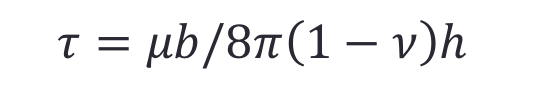 τ = μb/8π(1 − ν)h